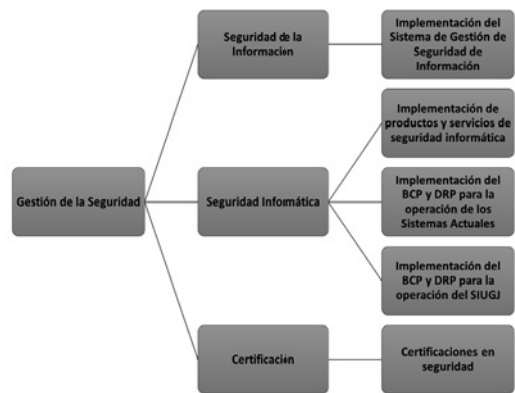 Seguridad de la
Información
Implementación del
Sistema de Gestión de
Seguridad de
Información
Implementación de
productos y servicios de
seguridad informática
Gestión de la Seguridad
Seguridad Infomática
Implementación del
BCP y DRP para la
operación de los
Sistemas Actuales
Implementación del
BCP y DRP para la
operación del SIUGJ
Certificación
Certificaciones en
seguridad